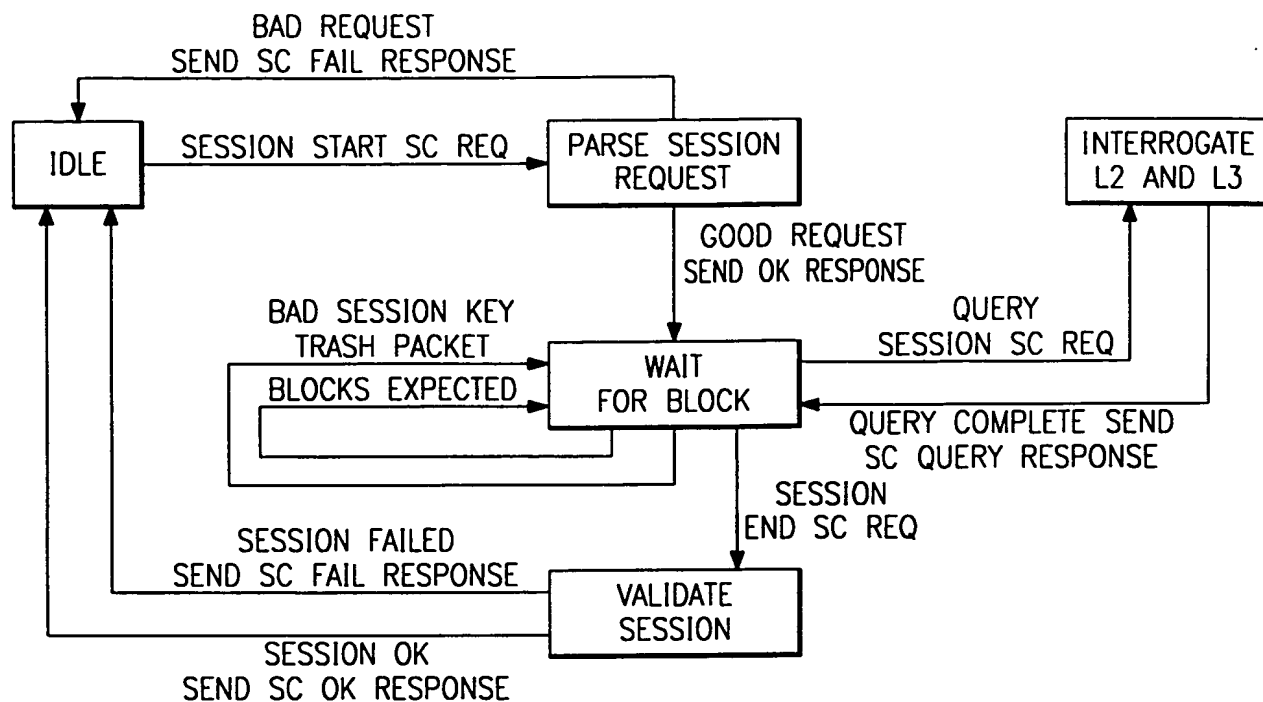 BAD REQUEST
SEND SC FAIL RESPONSE
IDLE
SESSION START SC REQ
PARSE SESSION
REQUEST
INTERROGATE
L2 AND L3
GOOD REQUEST
SEND OK RESPONSE
BAD SESSION KEY
TRASH PACKET
BLOCKS EXPECTED
WAIT
FOR BLOCK
QUERY
SESSION SC REQ
QUERY COMPLETE SEND
SC QUERY RESPONSE
SESSION
END SC REQ
SESSION FAILED
SEND SC FAIL RESPONSE
VALIDATE
SESSION
SESSION OK
SEND SC OK RESPONSE